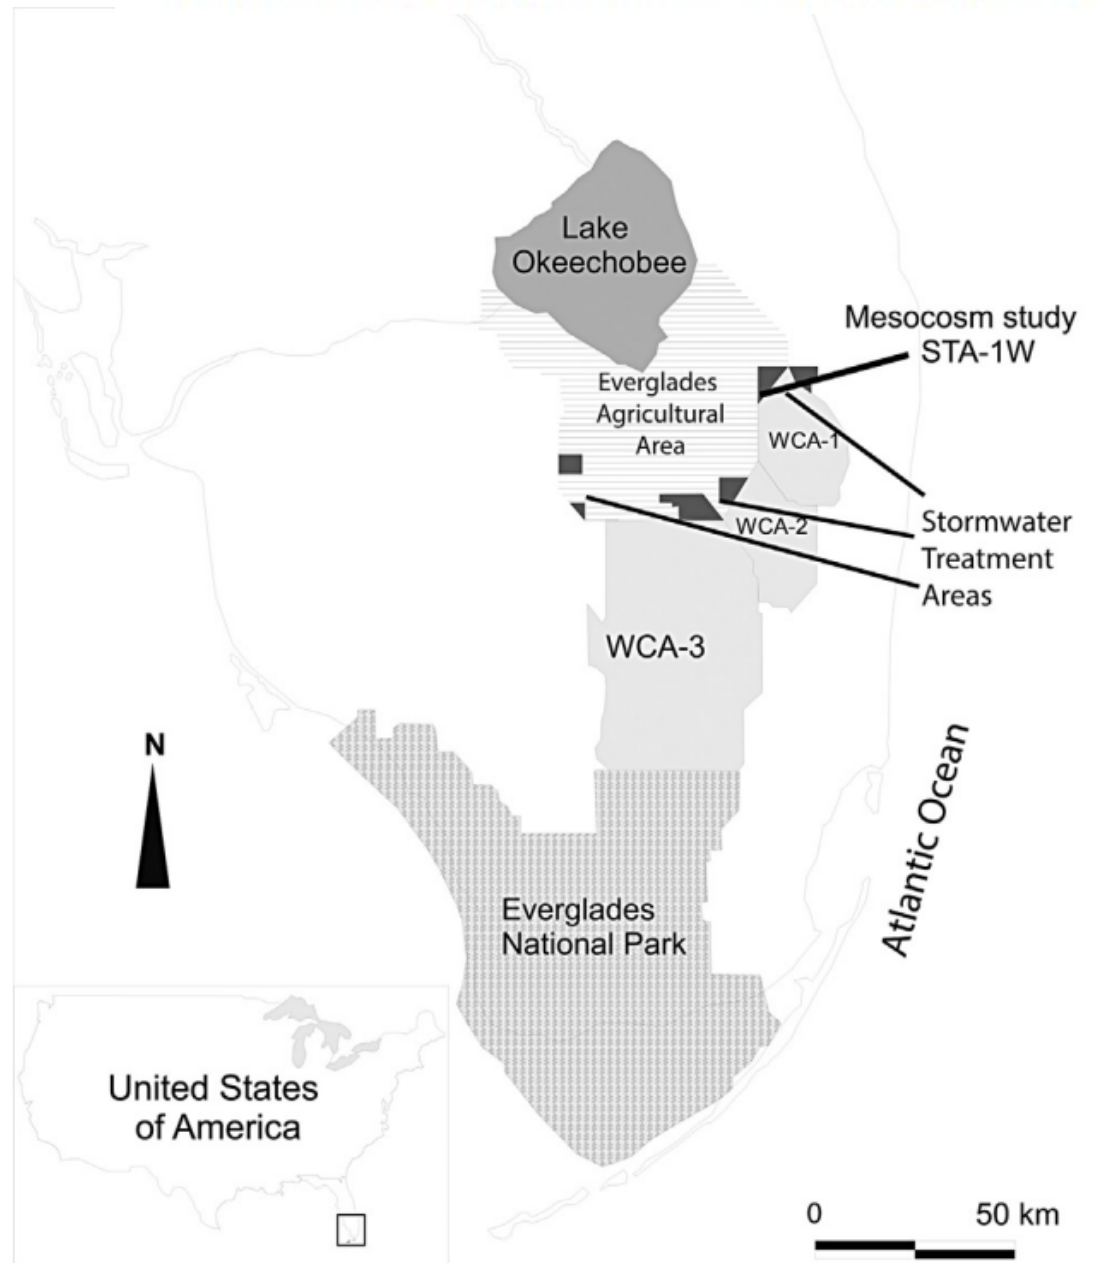 Lake
Okeechobee
Mesocosm study
STA-1W
Everglades
Agricultural
Area
WCA-1
WCA-2
Stormwater
Treatment
Areas
WCA-3
N
Atlantic Ocean
Everglades
National Park
United States
of America
0 50 km